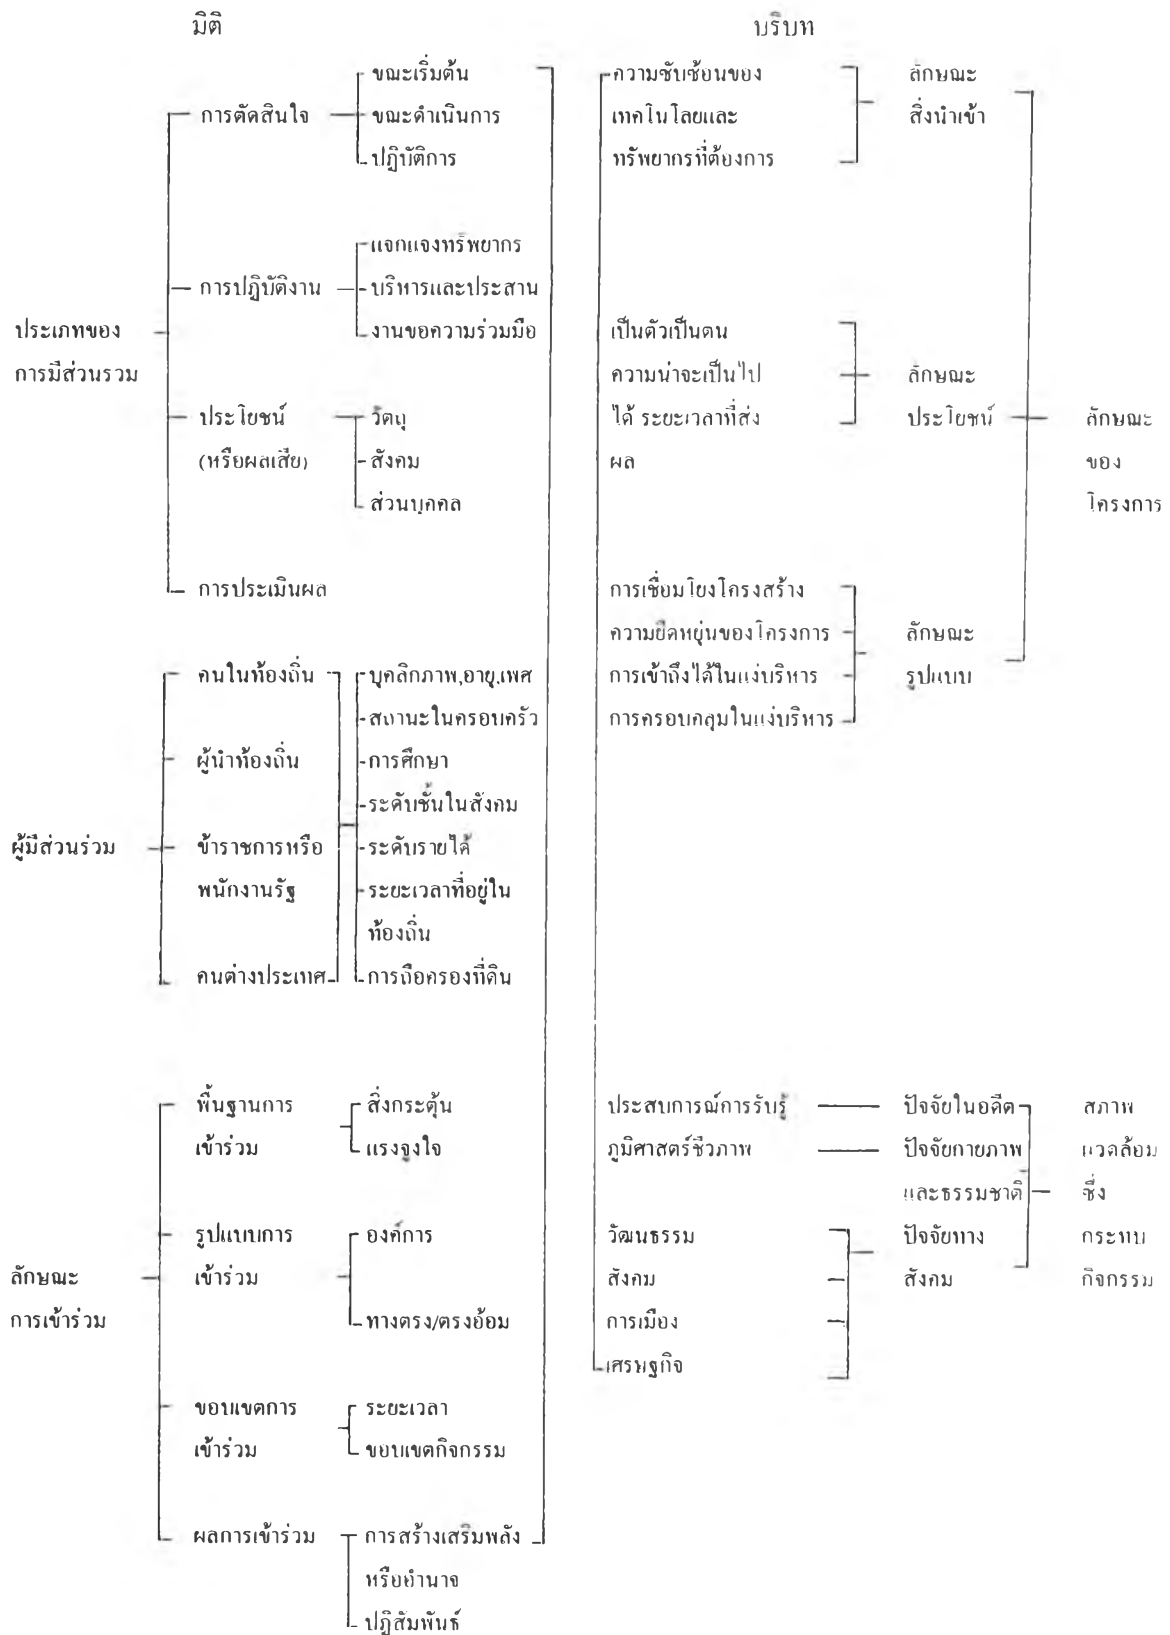 มิติ
บริบท
ประเภทของ
การมีส่วนรวม
การตัดสินใจ
ขณะเริ่มต้น
ขณะดำเนินการ
ปฏิบัติการ
การปฏิบัติงาน
แจกแจงทรัพยากร
บริหารและประสาน
งานขอความร่วมมือ
ประโยชน์
(หรือผลเสีย)
วัตถุ
สังคม
ส่วนบุคคล
การประเมินผล
ผู้มีส่วนร่วม
คนในท้องถิ่น
ผู้นำท้องถิ่น
ข้าราชการหรือ
พนักงานรัฐ
คนต่างประเทศ
บุคลิกภาพ,อายุ,เพศ
สถานะในครอบครัว
การศึกษา
ระดับชั้นในสังคม
ระดับรายได้
ระยะเวลาที่อยู่ใน
ท้องถิ่น
การถือครองที่ดิน
ลักษณะ
การเข้าร่วม
พื้นฐานการ
เข้าร่วม
สิ่งกระตุ้น
แรงจูงใจ
รูปแบบการ
เข้าร่วม
องค์การ
ทางตรง/ตรงอ้อม
ขอบเขตการ
เข้าร่วม
ระยะเวลา
ขอบเขตกิจกรรม
ผลการเข้าร่วม
การสร้างเสริมพลัง
หรืออำนาจ
ปฏิสัมพันธ์
ความซับซ้อนของ
เทคโนโลยและ
ทรัพยากรที่ต้องการ
ลักษณะ
สิ่งนำเข้า
เป็นตัวเป็นตน
ความน่าจะเป็นไป
ได้ ระยะเวลาที่ส่ง
ผล
ลักษณะ
ประโยชน์
การเชื่อมโยงโครงสร้าง
ความยืดหยุ่นของโครงการ
การเข้าถึงได้ในแง่บริหาร
การครอบคลุมในแง่บริหาร
ลักษณะ
รูปแบบ
ลักษณะ
ของ
โครงการ
ประสบการณ์การรับรู้
ปัจจัยในอดีต
ภูมิศาสตร์ชีวภาพ
ปัจจัยกายภาพ
และธรรมชาติ
วัฒนธรรม
สังคม
การเมือง
เศรษฐกิจ
ปัจจัยทาง
สังคม
สภาพ
แวดล้อม
ซึ่ง
กระทบ
กิจกรรม